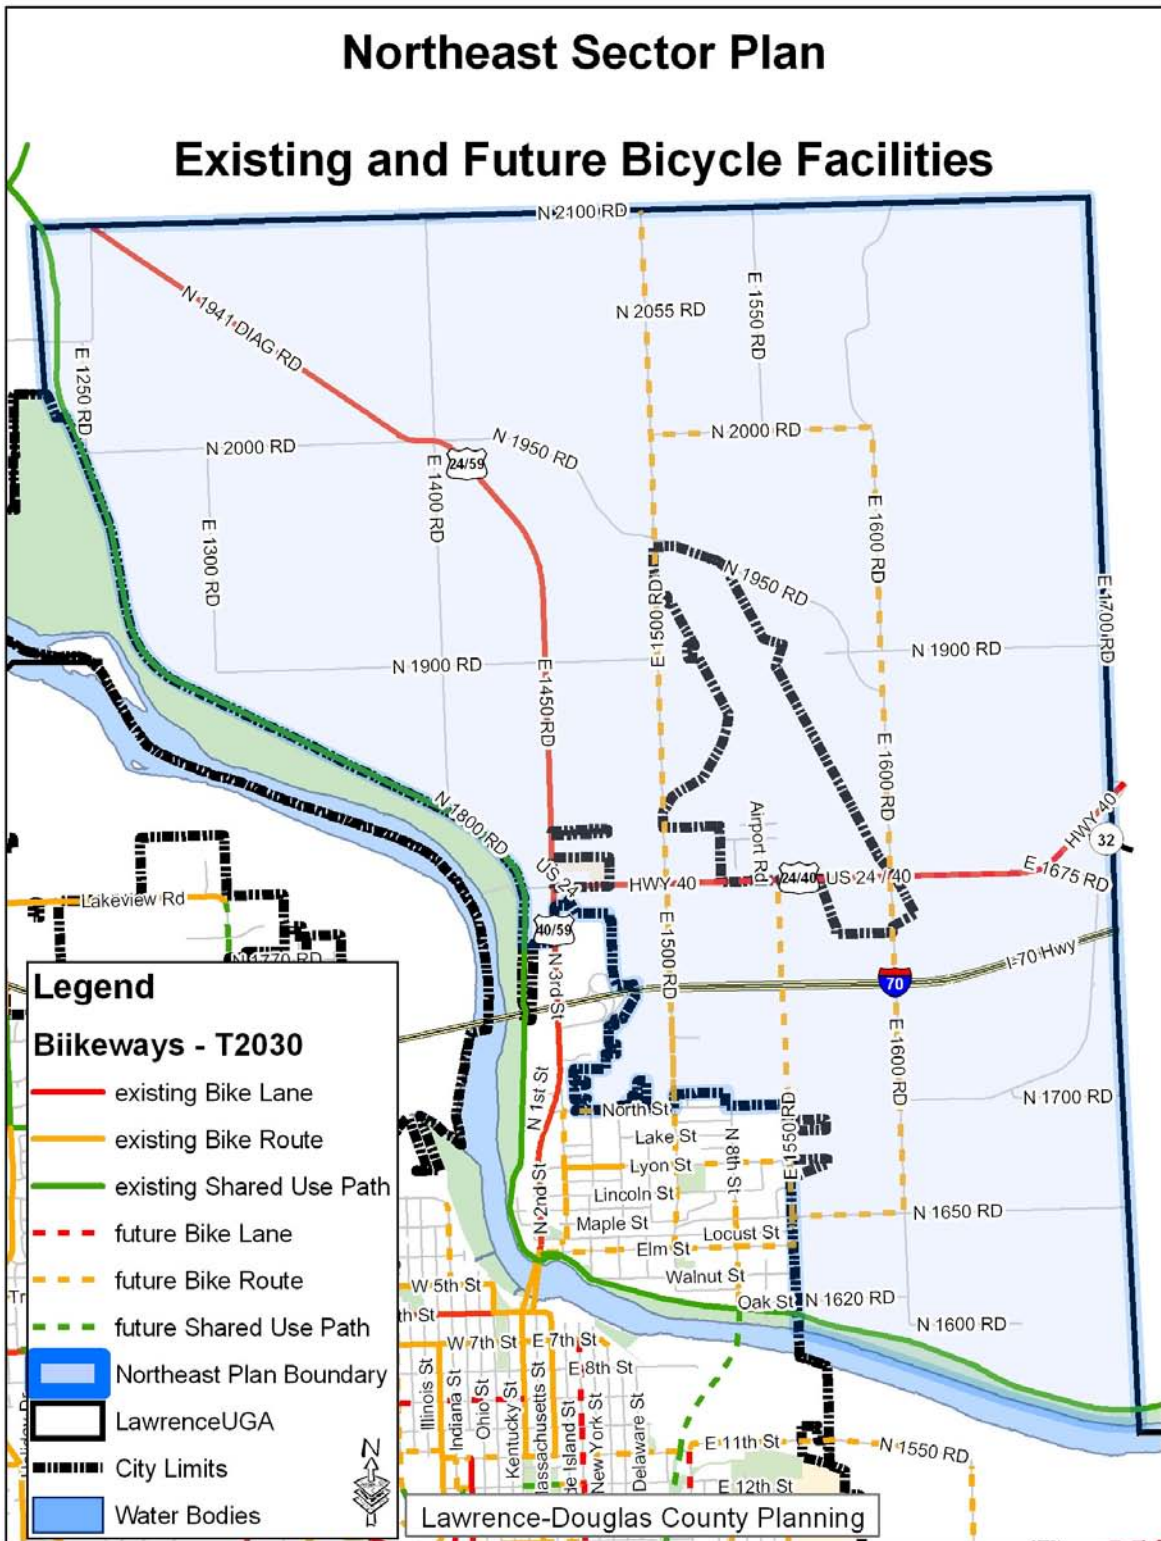 Northeast Sector Plan
Existing and Future Bicycle Facilities
N 2100 RD
N 1941 DIAG RD
N 2055 RD
E 1550 RD
E 1250 RD
N 2000 RD
24/59
N 1950 RD
N 2000 RD
E 1400 RD
E 1300 RD
E 1600 RD
N 1950 RD
E 1500 RD
E 1700 RD
N 1900 RD
N 1900 RD
E 1450 RD
E 1600 RD
N 1800 RD
Airport Rd
HWY 40
32
US 24
HWY 40
24/40
US 24 / 40
E 1675 RD
Lakeview Rd
40/59
N 1770 RD
N 3rd St
E 1500 RD
I-70 Hwy
70
E 1600 RD
N 1st St
North St
N 1700 RD
Lake St
N 8th St
E 1550 RD
Lyon St
N 2nd St
Lincoln St
Maple St
Locust St
N 1650 RD
Elm St
Walnut St
W 5th St
Oak St
N 1620 RD
th St
N 1600 RD
W 7th St
E 7th St
E 8th St
Illinois St
Indiana St
Ohio St
Kentucky St
assachusetts St
de Island St
New York St
Delaware St
E 11th St
N 1550 RD
E 12th St
Tr
Legend
Biikeways - T2030
existing Bike Lane
existing Bike Route
existing Shared Use Path
future Bike Lane
future Bike Route
future Shared Use Path
Northeast Plan Boundary
LawrenceUGA
City Limits
Water Bodies
N
Lawrence-Douglas County Planning